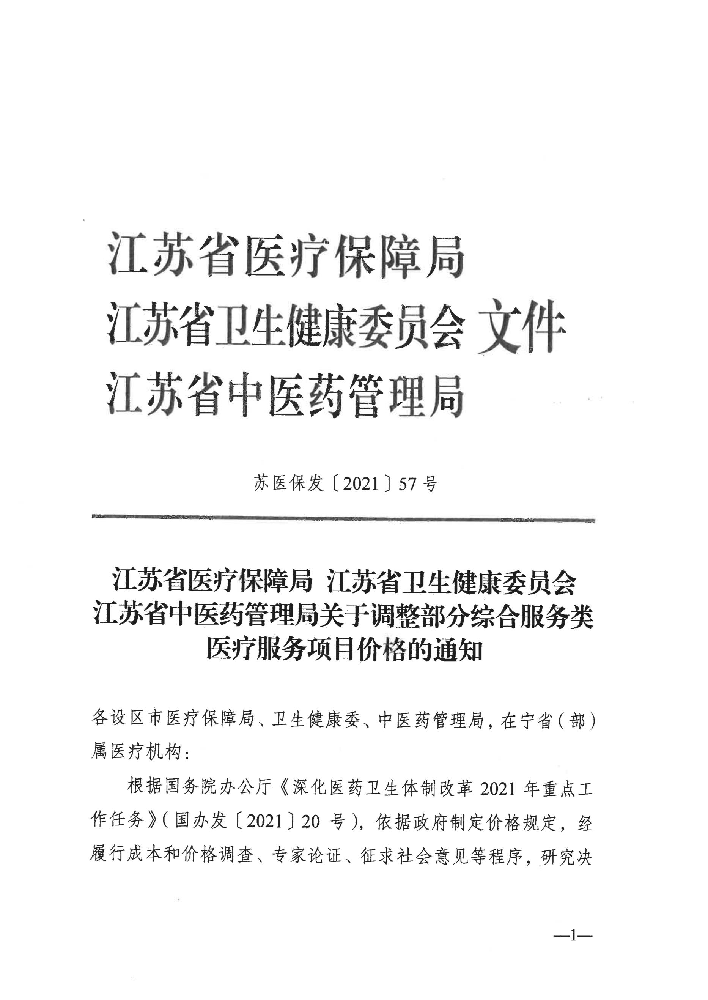 江苏省医疗保障局
江苏省卫生健康委员会 文件
江苏省中医药管理局
苏医保发〔2021〕57号
江苏省医疗保障局 江苏省卫生健康委员会
江苏省中医药管理局关于调整部分综合服务类
医疗服务项目价格的通知
各设区市医疗保障局、卫生健康委、中医药管理局，在宁省（部）
属医疗机构：
根据国务院办公厅《深化医药卫生体制改革 2021 年重点工
作任务》（国办发〔2021〕20 号），依据政府制定价格规定，经
履行成本和价格调查、专家论证、征求社会意见等程序，研究决
—1—